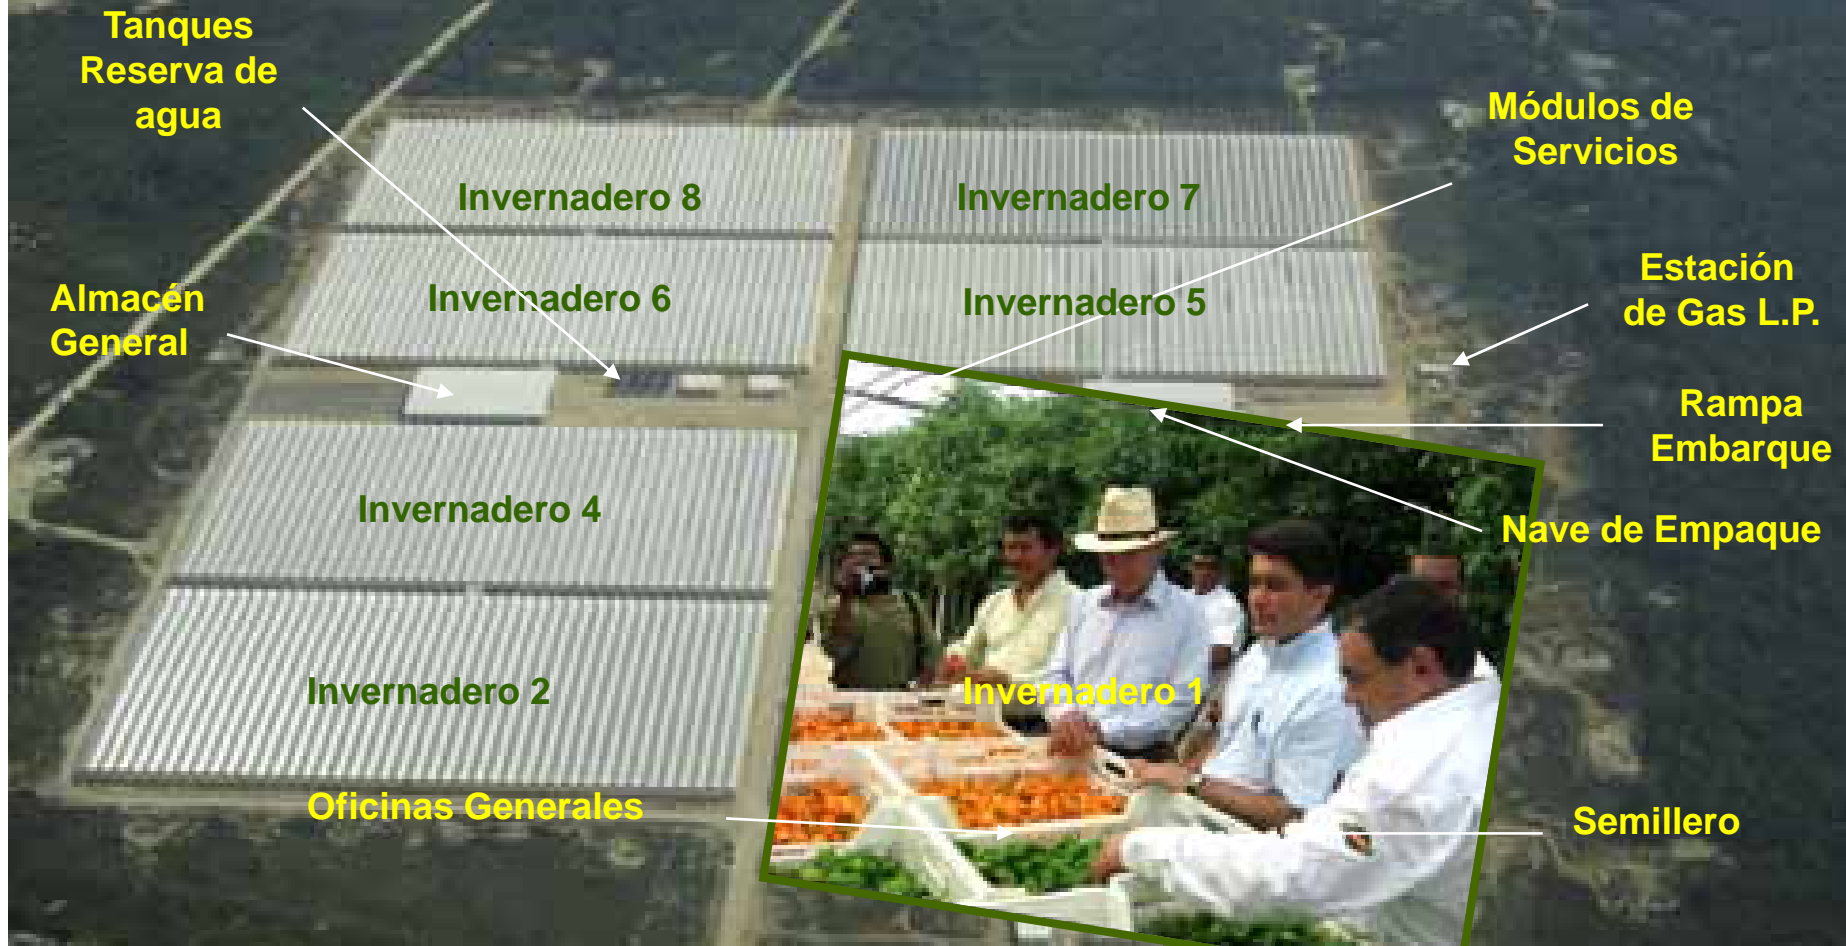 Tanques
Reserva de
agua
Módulos de
Servicios
Invernadero 8
Invernadero 7
Almacén
General
Invernadero 6
Invernadero 5
Estación
de Gas L.P.
Rampa
Embarque
Invernadero 4
Nave de Empaque
Invernadero 2
Invernadero 1
Oficinas Generales
Semillero